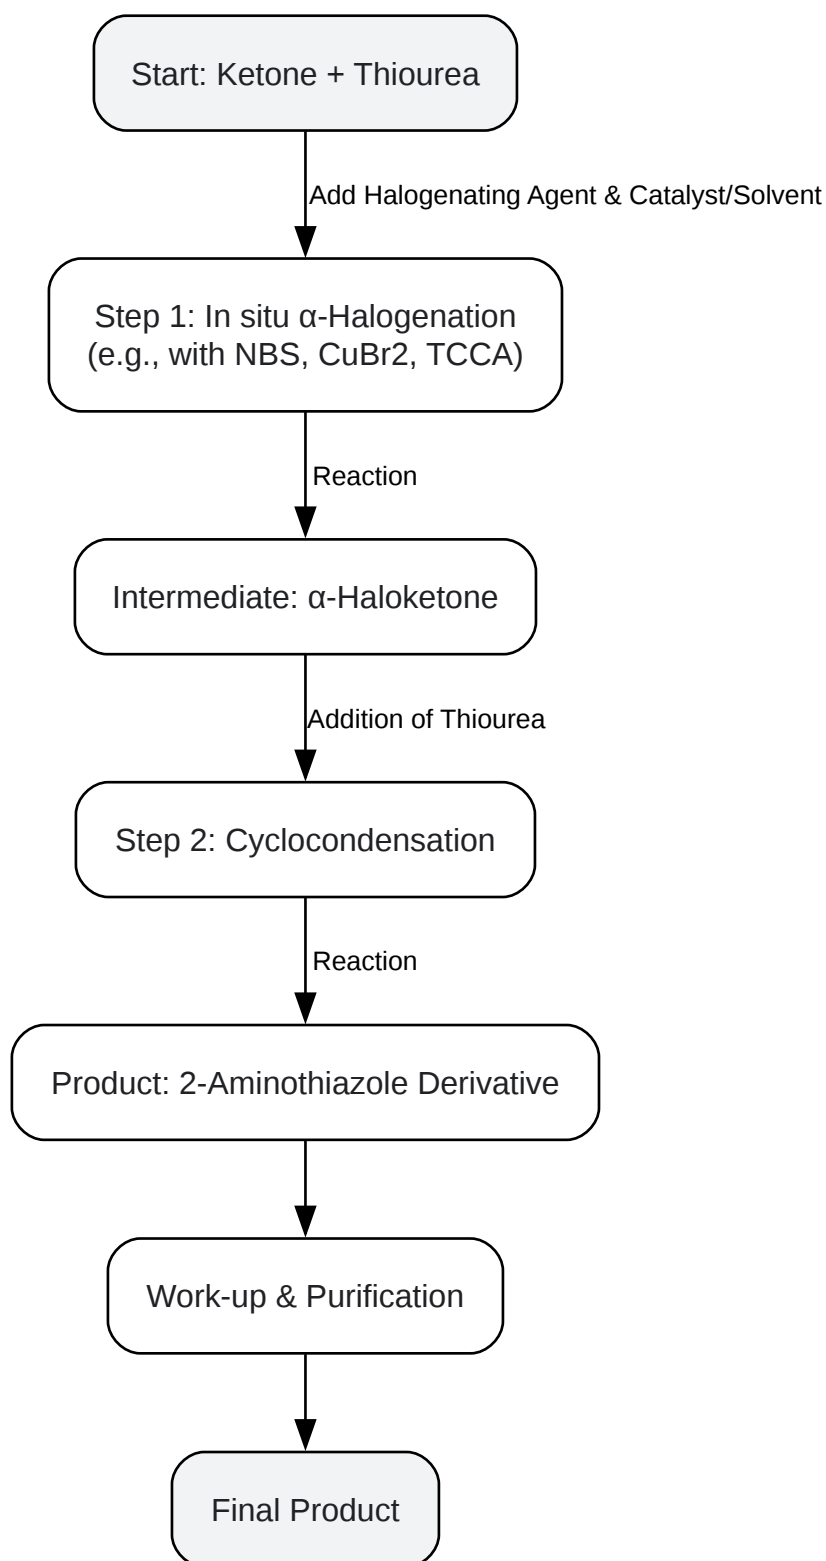 Start: Ketone + Thiourea
Add Halogenating Agent & Catalyst/Solvent
Step 1: In situ α-Halogenation
(e.g., with NBS, CuBr2, TCCA)
Reaction
Intermediate: α-Haloketone
Addition of Thiourea
Step 2: Cyclocondensation
Reaction
Product: 2-Aminothiazole Derivative
Work-up & Purification
Final Product